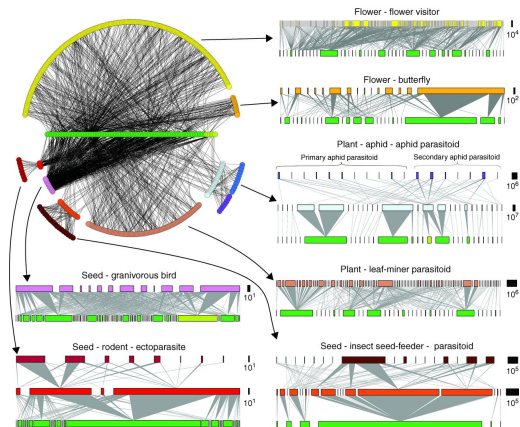 Flower - flower visitor
10⁴
Flower - butterfly
10²
Plant - aphid - aphid parasitoid
Primary aphid parasitoid
Secondary aphid parasitoid
10⁶
10⁷
Plant - leaf-miner parasitoid
10⁶
Seed - granivorous bird
10¹
Seed - rodent - ectoparasite
10¹
10¹
Seed - insect seed-feeder - parasitoid
10⁵
10⁵